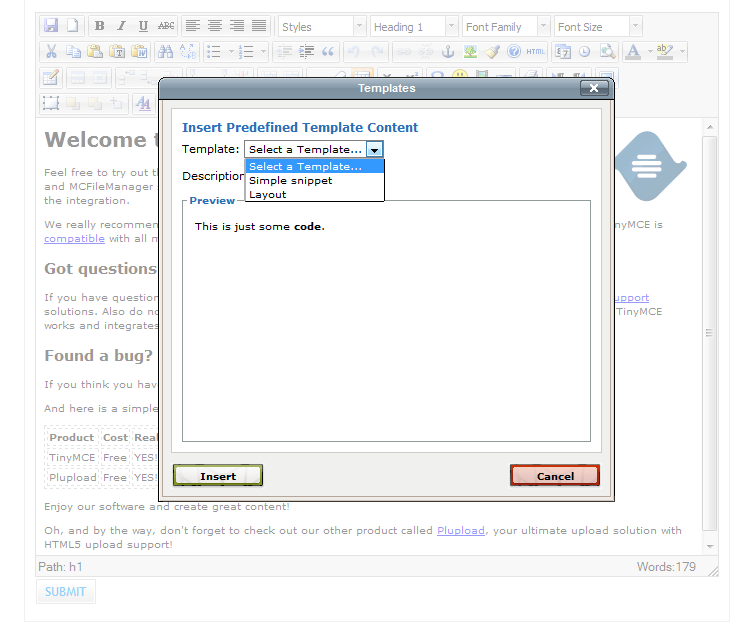 B I U ABC Styles Heading 1 Font Family Font Size
HTML
Templates
Insert Predefined Template Content
Template: Select a Template...
Select a Template...
Simple snippet
Layout
Description
Preview
This is just some code.
Insert
Cancel
Welcome
Feel free to try out
and MCFileManager
the integration.
We really recommen nyMCE is
compatible with all
Got questions
If you have question upport
solutions. Also do TinyMCE
works and integrates
Found a bug?
If you think you hav
And here is a simple
Product Cost Real
TinyMCE Free YES!
Plupload Free YES!
Enjoy our software and create great content!
Oh, and by the way, don't forget to check out our other product called Plupload, your ultimate upload solution with
HTML5 upload support!
Path: h1
Words:179
SUBMIT